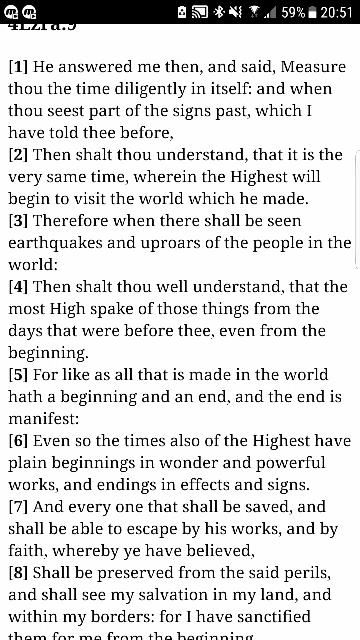 59% 20:51
4Ezra.9
[1] He answered me then, and said, Measure
thou the time diligently in itself: and when
thou seest part of the signs past, which I
have told thee before,
[2] Then shalt thou understand, that it is the
very same time, wherein the Highest will
begin to visit the world which he made.
[3] Therefore when there shall be seen
earthquakes and uproars of the people in the
world:
[4] Then shalt thou well understand, that the
most High spake of those things from the
days that were before thee, even from the
beginning.
[5] For like as all that is made in the world
hath a beginning and an end, and the end is
manifest:
[6] Even so the times also of the Highest have
plain beginnings in wonder and powerful
works, and endings in effects and signs.
[7] And every one that shall be saved, and
shall be able to escape by his works, and by
faith, whereby ye have believed,
[8] Shall be preserved from the said perils,
and shall see my salvation in my land, and
within my borders: for I have sanctified
them for me from the beginning